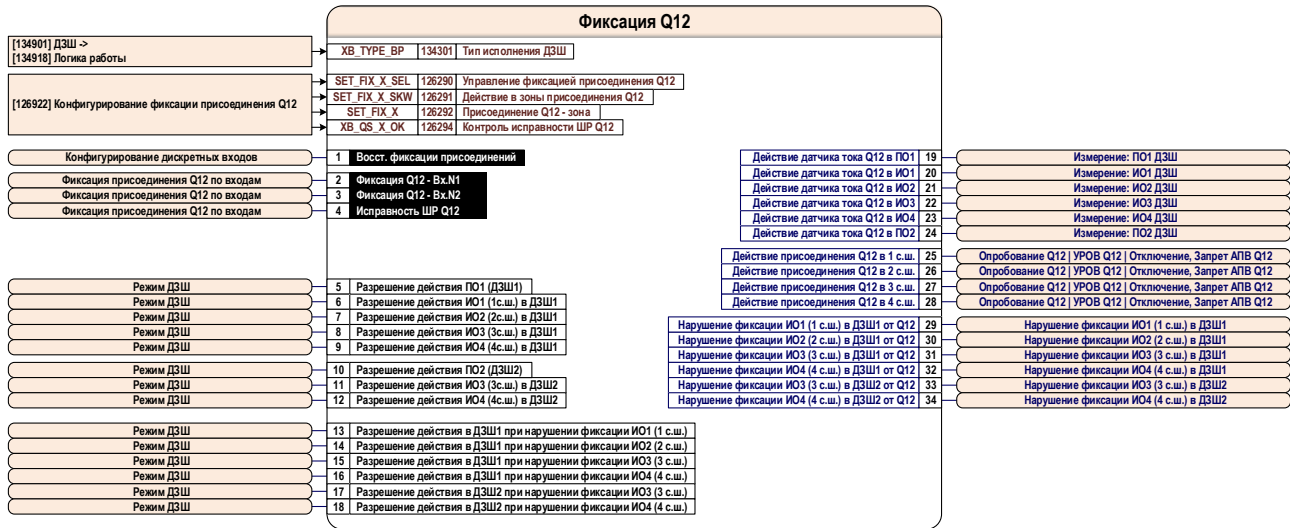 Фиксация Q12
[134901] ДЗШ ->
[134918] Логика работы
XB_TYPE_BP 134301 Тип исполнения ДЗШ
[126922] Конфигурирование фиксации присоединения Q12
SET_FIX_X_SEL 126290 Управление фиксацией присоединения Q12
SET_FIX_X_SKW 126291 Действие в зоны присоединения Q12
SET_FIX_X 126292 Присоединение Q12 - зона
XB_QS_X_OK 126294 Контроль исправности ШР Q12
Конфигурирование дискретных входов 1 Восст. фиксации присоединений
Фиксация присоединения Q12 по входам 2 Фиксация Q12 - Вх.N1
Фиксация присоединения Q12 по входам 3 Фиксация Q12 - Вх.N2
Фиксация присоединения Q12 по входам 4 Исправность ШР Q12
Режим ДЗШ 5 Разрешение действия ПО1 (ДЗШ1)
Режим ДЗШ 6 Разрешение действия ИО1 (1с.ш.) в ДЗШ1
Режим ДЗШ 7 Разрешение действия ИО2 (2с.ш.) в ДЗШ1
Режим ДЗШ 8 Разрешение действия ИО3 (3с.ш.) в ДЗШ1
Режим ДЗШ 9 Разрешение действия ИО4 (4с.ш.) в ДЗШ1
Режим ДЗШ 10 Разрешение действия ПО2 (ДЗШ2)
Режим ДЗШ 11 Разрешение действия ИО3 (3с.ш.) в ДЗШ2
Режим ДЗШ 12 Разрешение действия ИО4 (4с.ш.) в ДЗШ2
Режим ДЗШ 13 Разрешение действия в ДЗШ1 при нарушении фиксации ИО1 (1 с.ш.)
Режим ДЗШ 14 Разрешение действия в ДЗШ1 при нарушении фиксации ИО2 (2 с.ш.)
Режим ДЗШ 15 Разрешение действия в ДЗШ1 при нарушении фиксации ИО3 (3 с.ш.)
Режим ДЗШ 16 Разрешение действия в ДЗШ1 при нарушении фиксации ИО4 (4 с.ш.)
Режим ДЗШ 17 Разрешение действия в ДЗШ2 при нарушении фиксации ИО3 (3 с.ш.)
Режим ДЗШ 18 Разрешение действия в ДЗШ2 при нарушении фиксации ИО4 (4 с.ш.)
Действие датчика тока Q12 в ПО1 19 Измерение: ПО1 ДЗШ
Действие датчика тока Q12 в ИО1 20 Измерение: ИО1 ДЗШ
Действие датчика тока Q12 в ИО2 21 Измерение: ИО2 ДЗШ
Действие датчика тока Q12 в ИО3 22 Измерение: ИО3 ДЗШ
Действие датчика тока Q12 в ИО4 23 Измерение: ИО4 ДЗШ
Действие датчика тока Q12 в ПО2 24 Измерение: ПО2 ДЗШ
Действие присоединения Q12 в 1 с.ш. 25 Опробование Q12 | УРОВ Q12 | Отключение, Запрет АПВ Q12
Действие присоединения Q12 в 2 с.ш. 26 Опробование Q12 | УРОВ Q12 | Отключение, Запрет АПВ Q12
Действие присоединения Q12 в 3 с.ш. 27 Опробование Q12 | УРОВ Q12 | Отключение, Запрет АПВ Q12
Действие присоединения Q12 в 4 с.ш. 28 Опробование Q12 | УРОВ Q12 | Отключение, Запрет АПВ Q12
Нарушение фиксации ИО1 (1 с.ш.) в ДЗШ1 от Q12 29 Нарушение фиксации ИО1 (1 с.ш.) в ДЗШ1
Нарушение фиксации ИО2 (2 с.ш.) в ДЗШ1 от Q12 30 Нарушение фиксации ИО2 (2 с.ш.) в ДЗШ1
Нарушение фиксации ИО3 (3 с.ш.) в ДЗШ1 от Q12 31 Нарушение фиксации ИО3 (3 с.ш.) в ДЗШ1
Нарушение фиксации ИО4 (4 с.ш.) в ДЗШ1 от Q12 32 Нарушение фиксации ИО4 (4 с.ш.) в ДЗШ1
Нарушение фиксации ИО3 (3 с.ш.) в ДЗШ2 от Q12 33 Нарушение фиксации ИО3 (3 с.ш.) в ДЗШ2
Нарушение фиксации ИО4 (4 с.ш.) в ДЗШ2 от Q12 34 Нарушение фиксации ИО4 (4 с.ш.) в ДЗШ2